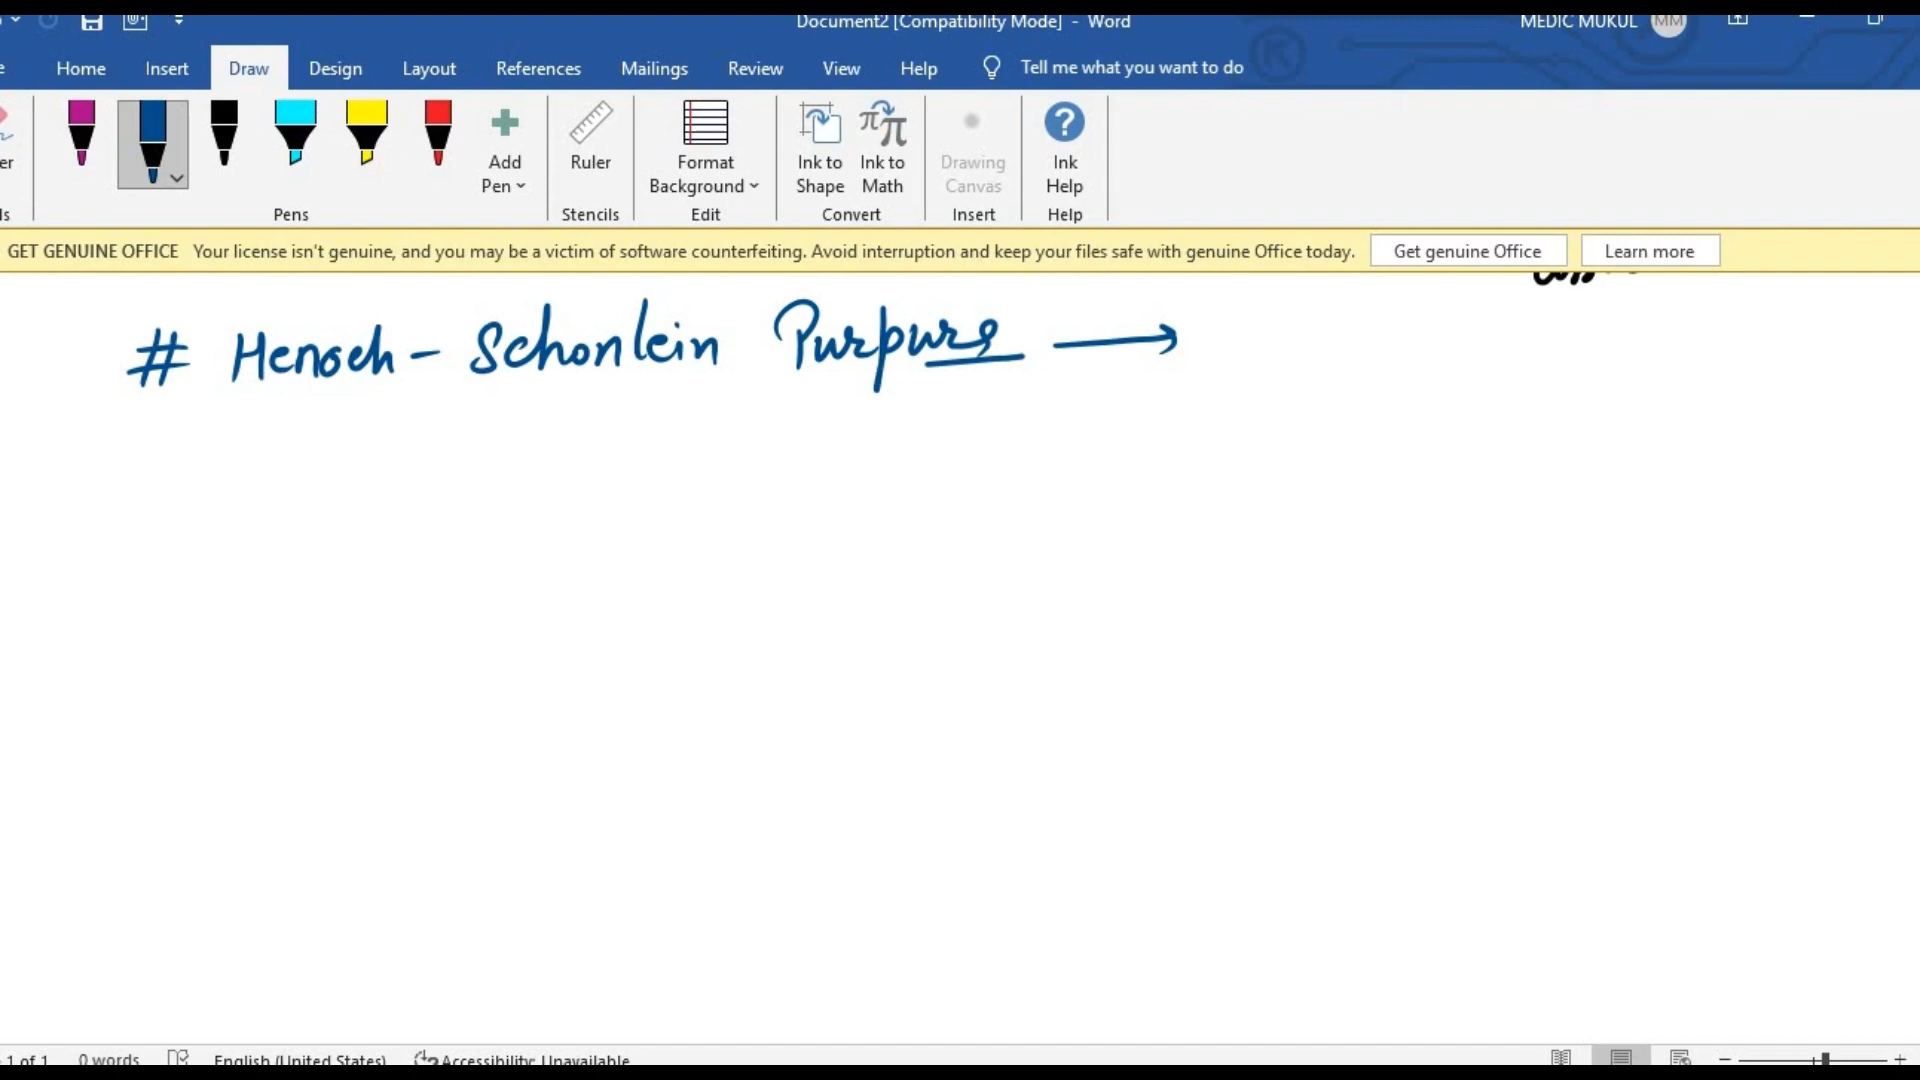 Document2 [Compatibility Mode] - Word
MEDIC MUKUL MM
Home Insert Draw Design Layout References Mailings Review View Help Tell me what you want to do
Add Pen
Ruler
Format Background
Ink to Shape
Ink to Math
Drawing Canvas
Ink Help
Pens Stencils Edit Convert Insert Help
GET GENUINE OFFICE Your license isn't genuine, and you may be a victim of software counterfeiting. Avoid interruption and keep your files safe with genuine Office today. Get genuine Office Learn more
# Henoch - Schonlein Purpura →
1 of 1 0 words English (United States) Accessibility: Unavailable